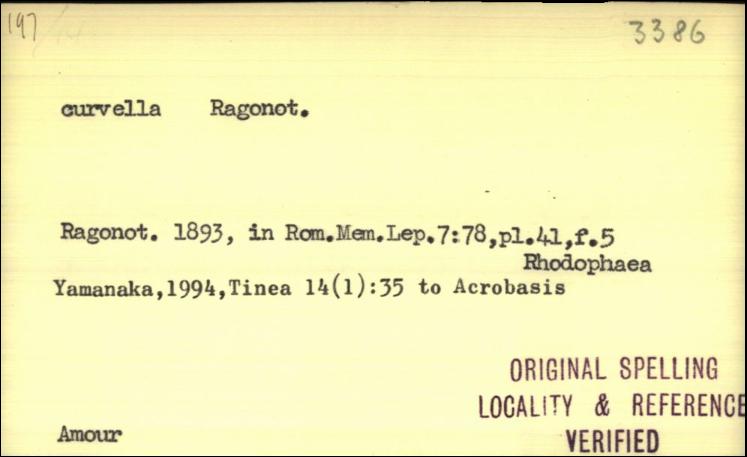 197
3386
curvella Ragonot.
Ragonot. 1893, in Rom.Mem.Lep.7:78,pl.41,f.5
Rhodophaea
Yamanaka,1994,Tinea 14(1):35 to Acrobasis
ORIGINAL SPELLING
LOCALITY & REFERENCE
VERIFIED
Amour